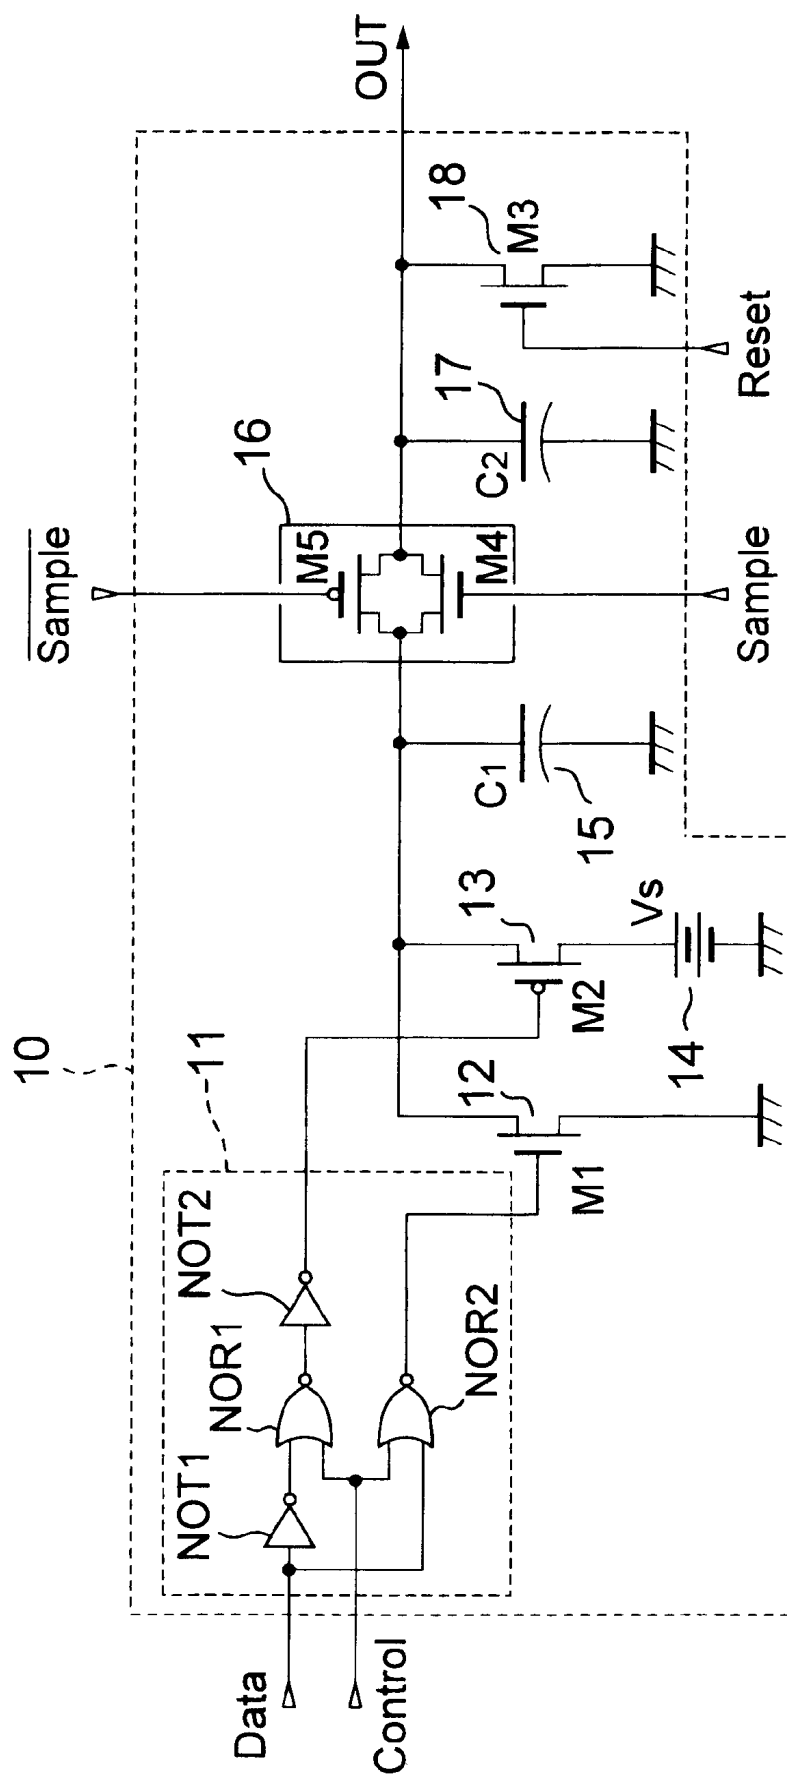 10
Sample
OUT
16
11
M5
18
NOT2
NOR1
NOT1
M4
17
M3
C2
C1
13
12
15
NOR2
M2
M1
Vs
14
Data
Control
Sample
Reset